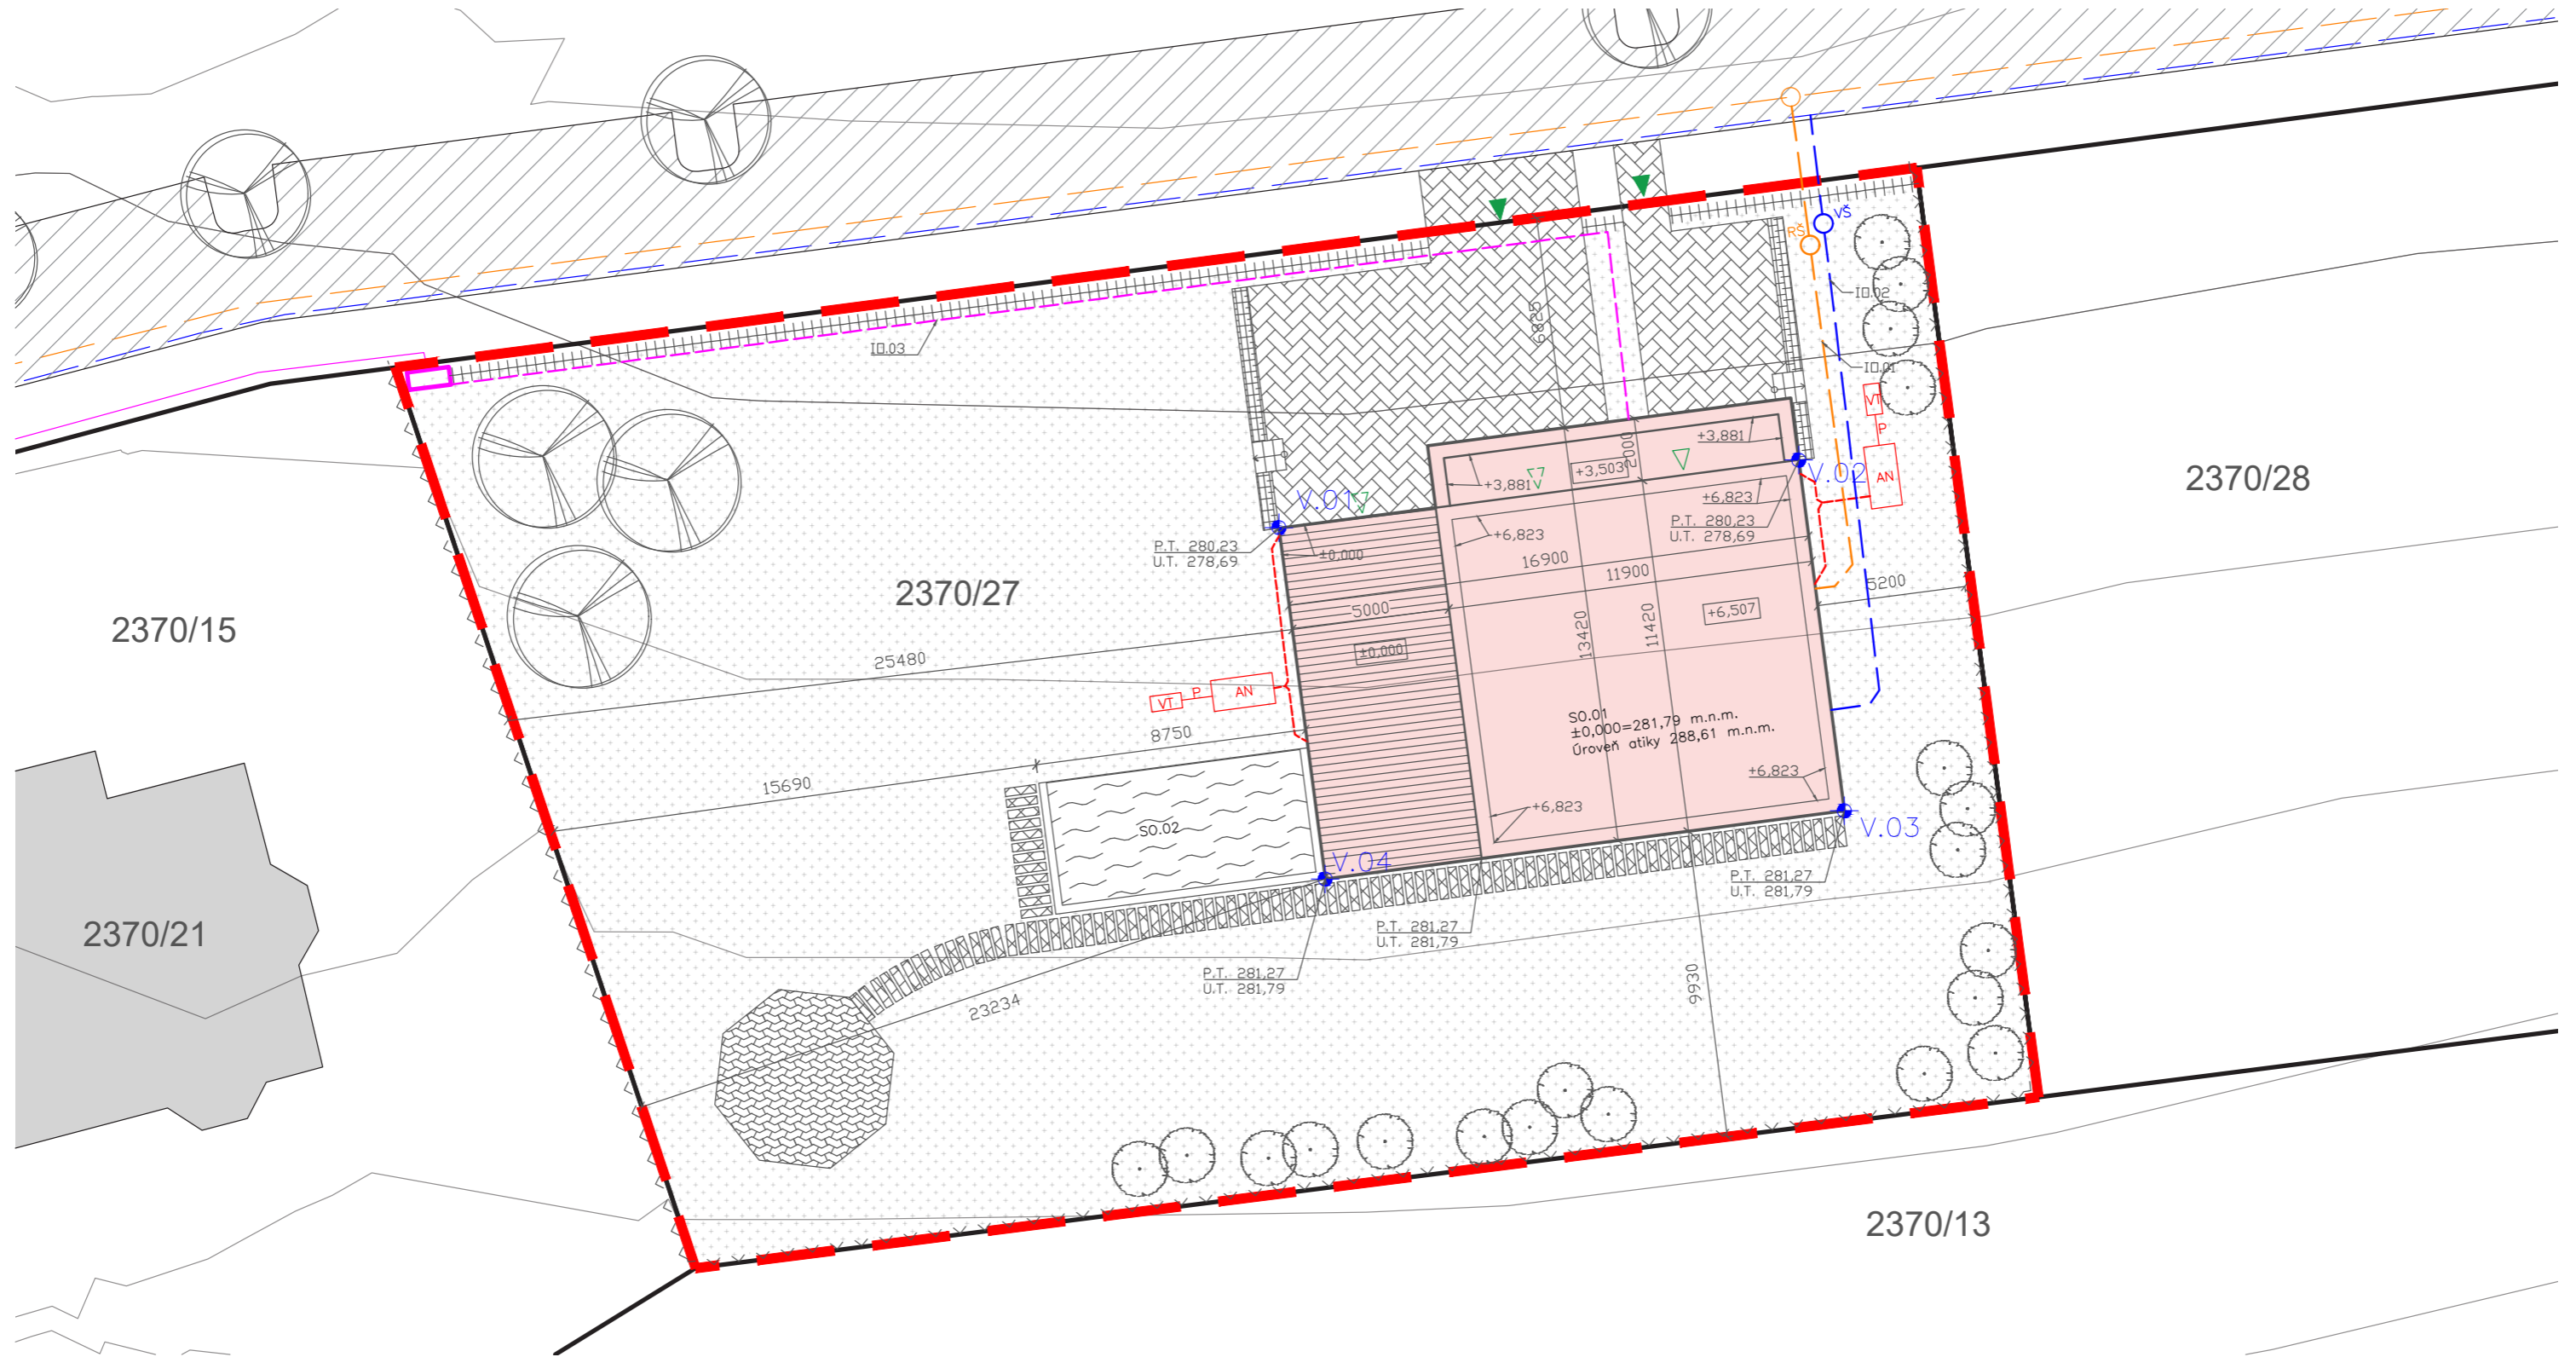 VŠ
RŠ
IO.02
IO.03
IO.01
6825
VT
P
AN
+3,881
2000
+3,503
+3,881
V.02
2370/28
V.01
+6,823
P.T. 280,23
U.T. 278,69
+6,823
P.T. 280,23
U.T. 278,69
±0,000
16900
11900
5200
2370/27
5000
+6,507
2370/15
13420
11420
±0,000
25480
VT
P
AN
8750
SO.01
±0,000=281,79 m.n.m.
Úroveň atiky 288,61 m.n.m.
15690
+6,823
+6,823
SO.02
V.03
V.04
P.T. 281,27
U.T. 281,79
2370/21
P.T. 281,27
U.T. 281,79
P.T. 281,27
U.T. 281,79
9930
23234
2370/13